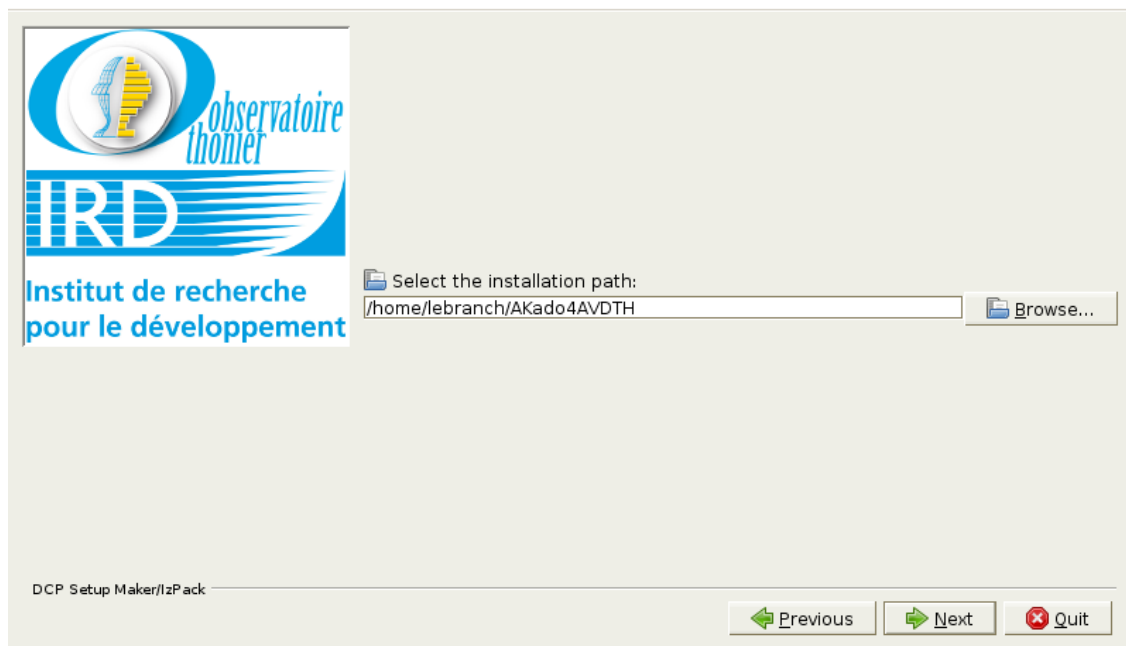 observatoire
thonier
IRD
Institut de recherche
pour le développement
Select the installation path:
/home/lebranch/AKado4AVDTH
Browse...
DCP Setup Maker/IzPack
Previous
Next
Quit